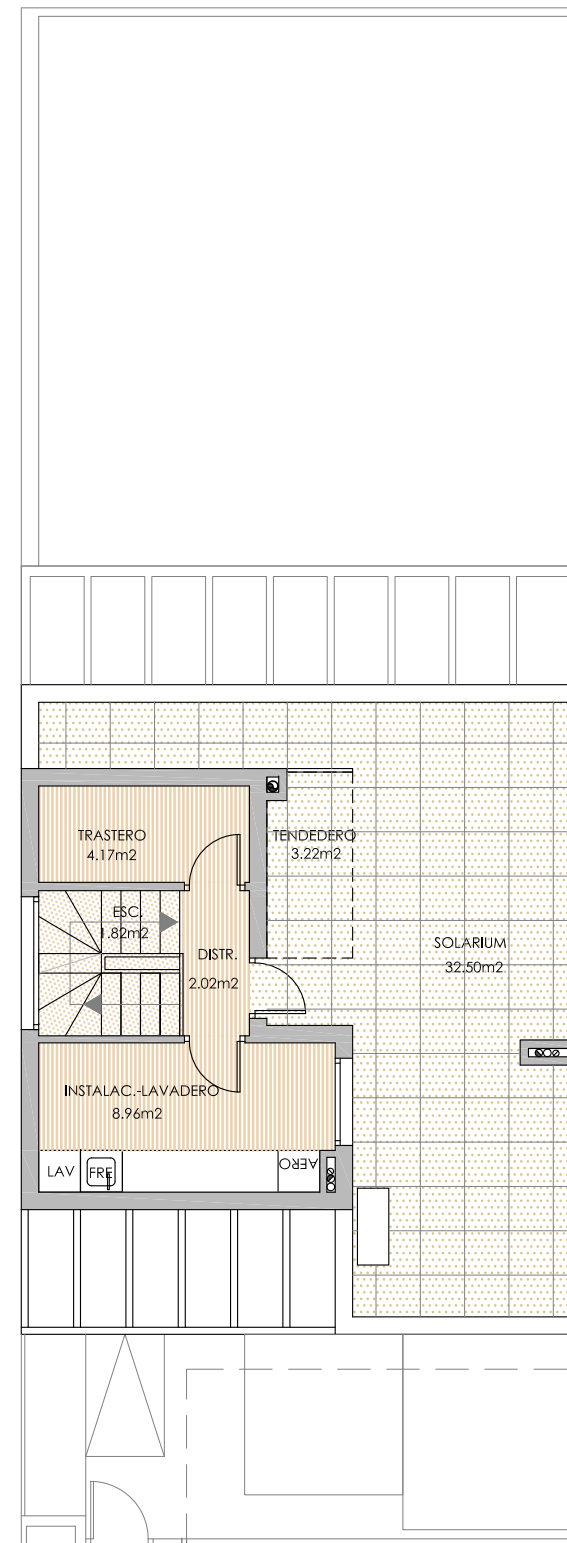 TRASTERO
4.17m2
TENDEDERO
3.22m2
ESC.
1.82m2
DISTR.
2.02m2
SOLARIUM
32.50m2
INSTALAC.-LAVADERO
8.96m2
LAV
FRE
AERO